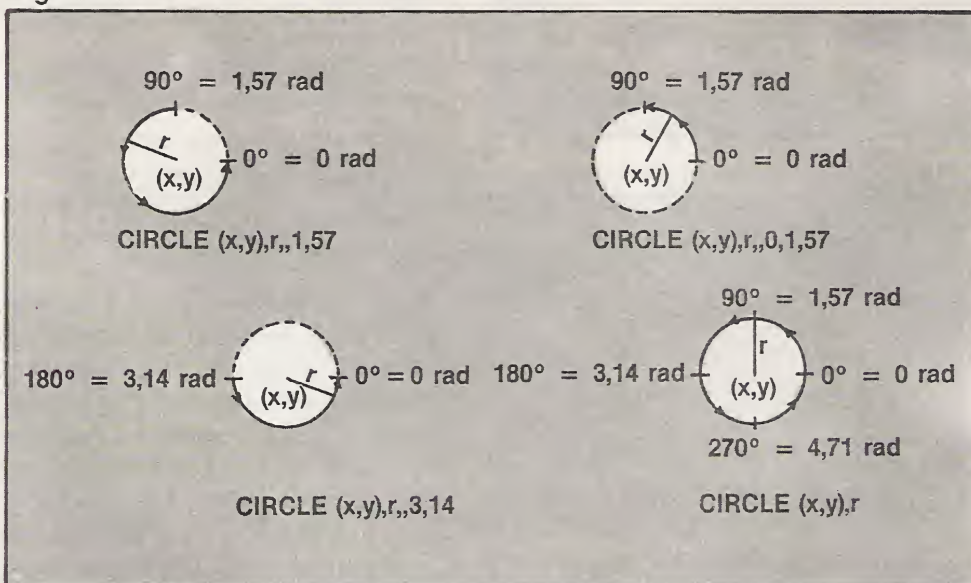 90° = 1,57 rad
r
0° = 0 rad
(x,y)
CIRCLE (x,y),r,,1,57
90° = 1,57 rad
r
0° = 0 rad
(x,y)
CIRCLE (x,y),r,,0,1,57
180° = 3,14 rad
r
0° = 0 rad
(x,y)
CIRCLE (x,y),r,,3,14
90° = 1,57 rad
r
180° = 3,14 rad
0° = 0 rad
(x,y)
270° = 4,71 rad
CIRCLE (x,y),r